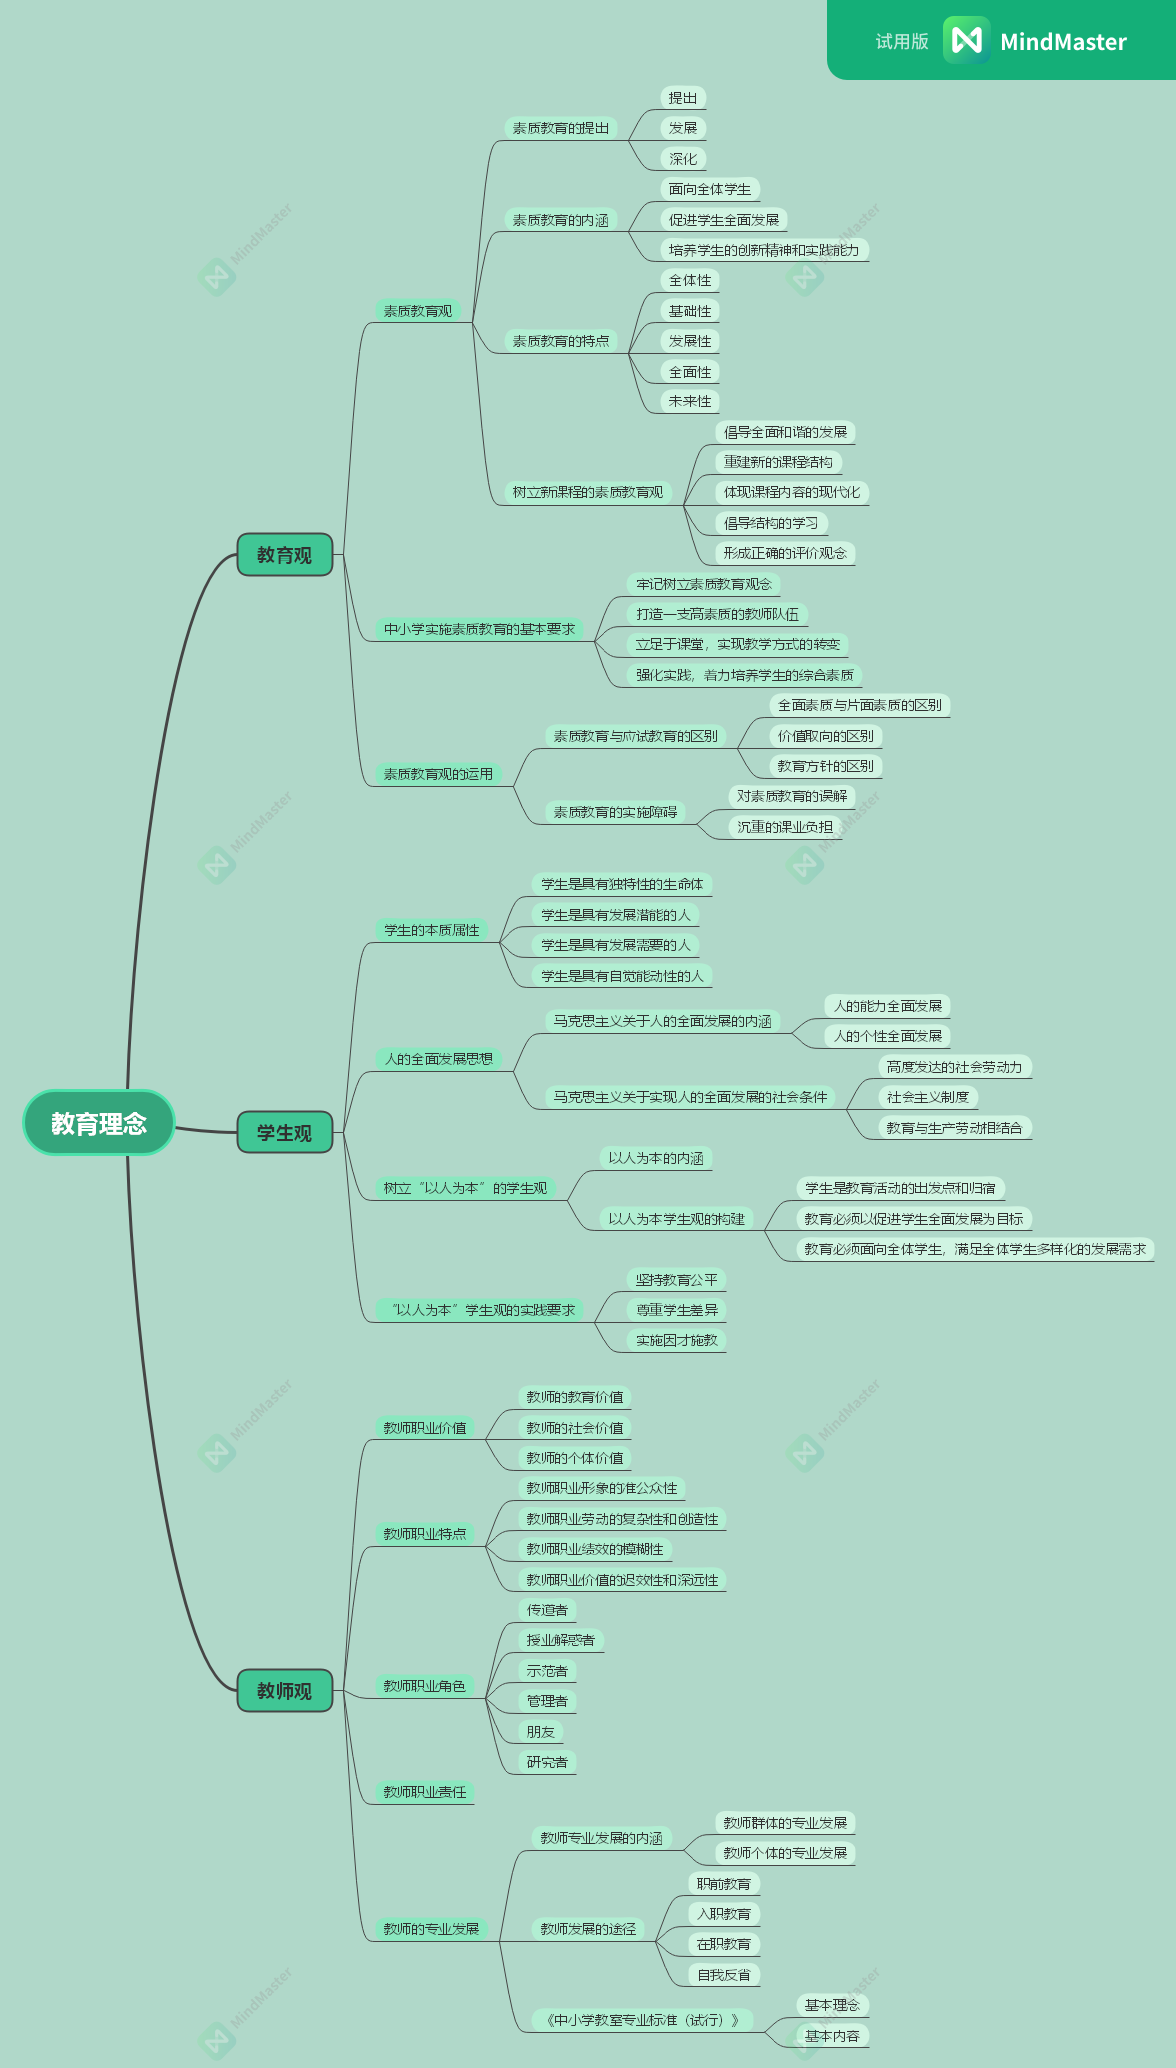 试用版 MindMaster
提出
素质教育的提出
发展
深化
面向全体学生
素质教育的内涵
促进学生全面发展
培养学生的创新精神和实践能力
全体性
素质教育观
基础性
素质教育的特点
发展性
全面性
未来性
倡导全面和谐的发展
重建新的课程结构
树立新课程的素质教育观
体现课程内容的现代化
倡导结构的学习
教育观
形成正确的评价观念
牢记树立素质教育观念
中小学实施素质教育的基本要求
打造一支高素质的教师队伍
立足于课堂，实现教学方式的转变
强化实践，着力培养学生的综合素质
全面素质与片面素质的区别
素质教育与应试教育的区别
价值取向的区别
教育方针的区别
素质教育观的运用
对素质教育的误解
素质教育的实施障碍
沉重的课业负担
学生是具有独特性的生命体
学生的本质属性
学生是具有发展潜能的人
学生是具有发展需要的人
学生是具有自觉能动性的人
人的能力全面发展
马克思主义关于人的全面发展的内涵
人的个性全面发展
人的全面发展思想
高度发达的社会劳动力
马克思主义关于实现人的全面发展的社会条件
社会主义制度
教育与生产劳动相结合
教育理念
学生观
以人为本的内涵
树立“以人为本”的学生观
学生是教育活动的出发点和归宿
以人为本学生观的构建
教育必须以促进学生全面发展为目标
教育必须面向全体学生，满足全体学生多样化的发展需求
坚持教育公平
“以人为本”学生观的实践要求
尊重学生差异
实施因才施教
教师的教育价值
教师职业价值
教师的社会价值
教师的个体价值
教师职业形象的准公众性
教师职业特点
教师职业劳动的复杂性和创造性
教师职业绩效的模糊性
教师职业价值的迟效性和深远性
传道者
授业解惑者
教师观
教师职业角色
示范者
管理者
朋友
研究者
教师职业责任
教师群体的专业发展
教师专业发展的内涵
教师个体的专业发展
职前教育
教师的专业发展
教师发展的途径
入职教育
在职教育
自我反省
基本理念
《中小学教室专业标准（试行）》
基本内容
MindMaster
MindMaster
MindMaster
MindMaster
MindMaster
MindMaster
MindMaster
MindMaster